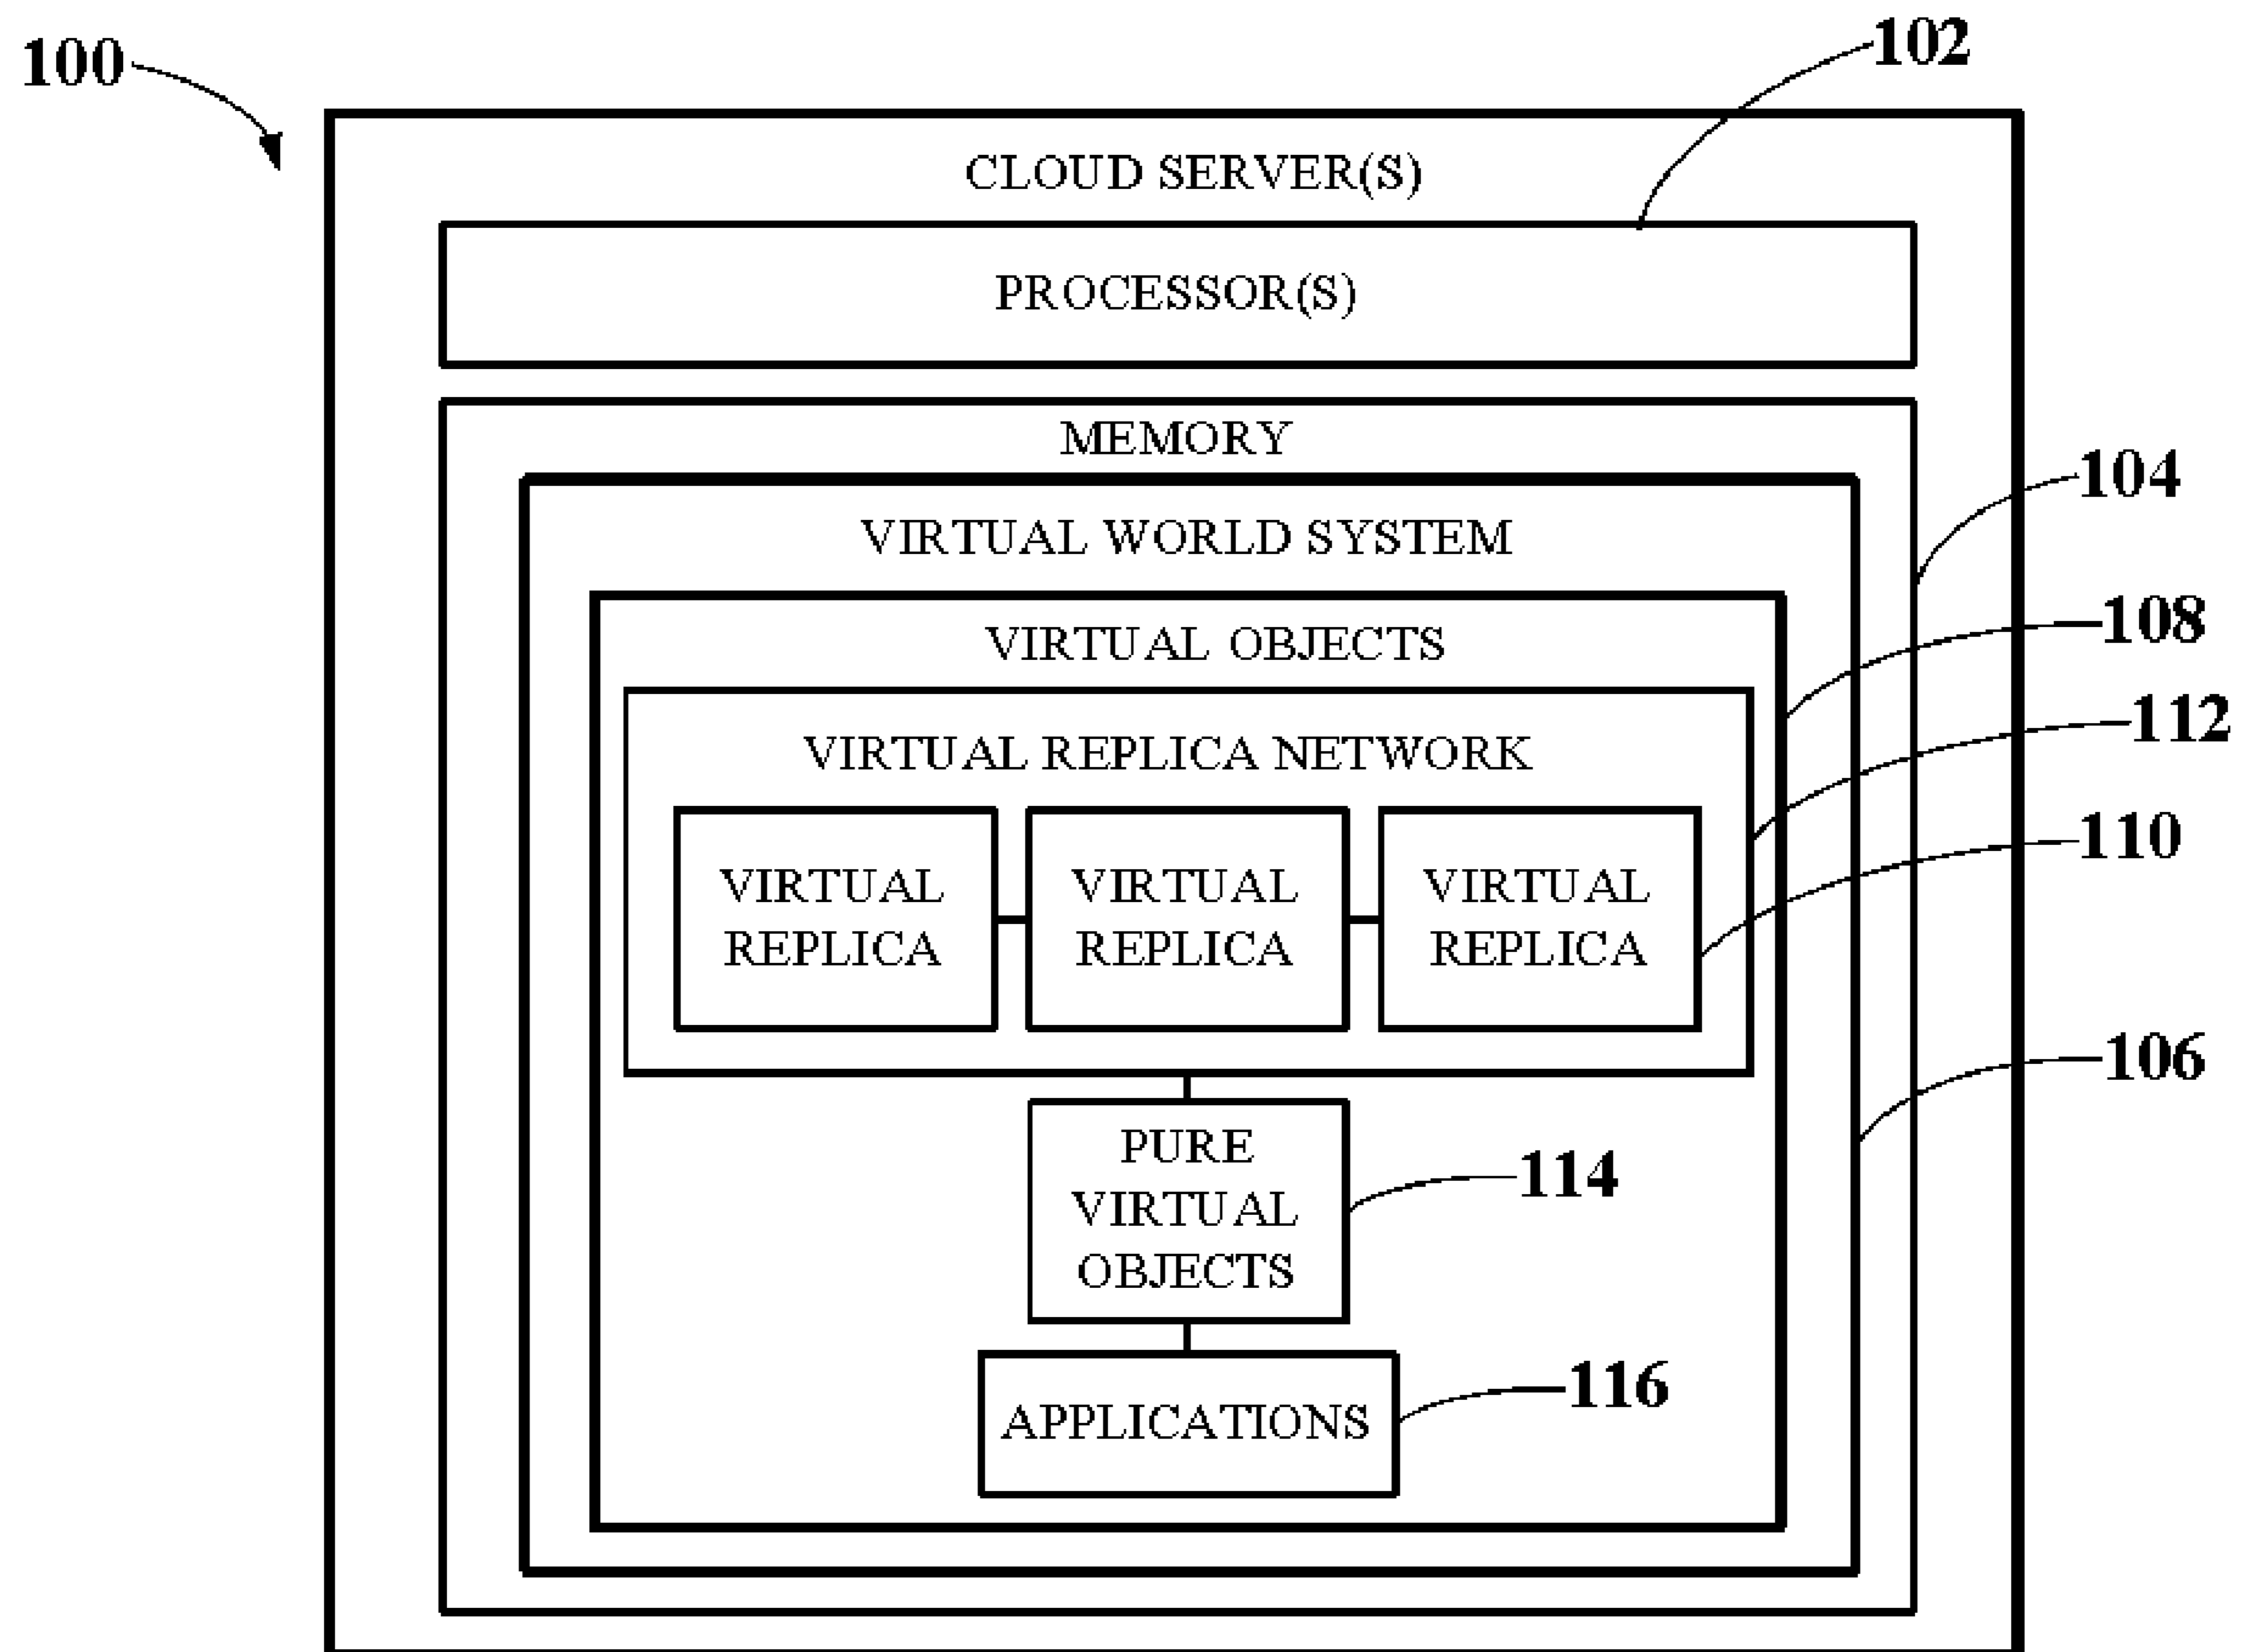 100
102
CLOUD SERVER(S)
PROCESSOR(S)
MEMORY
104
VIRTUAL WORLD SYSTEM
108
VIRTUAL OBJECTS
112
VIRTUAL REPLICA NETWORK
110
VIRTUAL
REPLICA
VIRTUAL
REPLICA
VIRTUAL
REPLICA
106
PURE
VIRTUAL
OBJECTS
114
APPLICATIONS
116